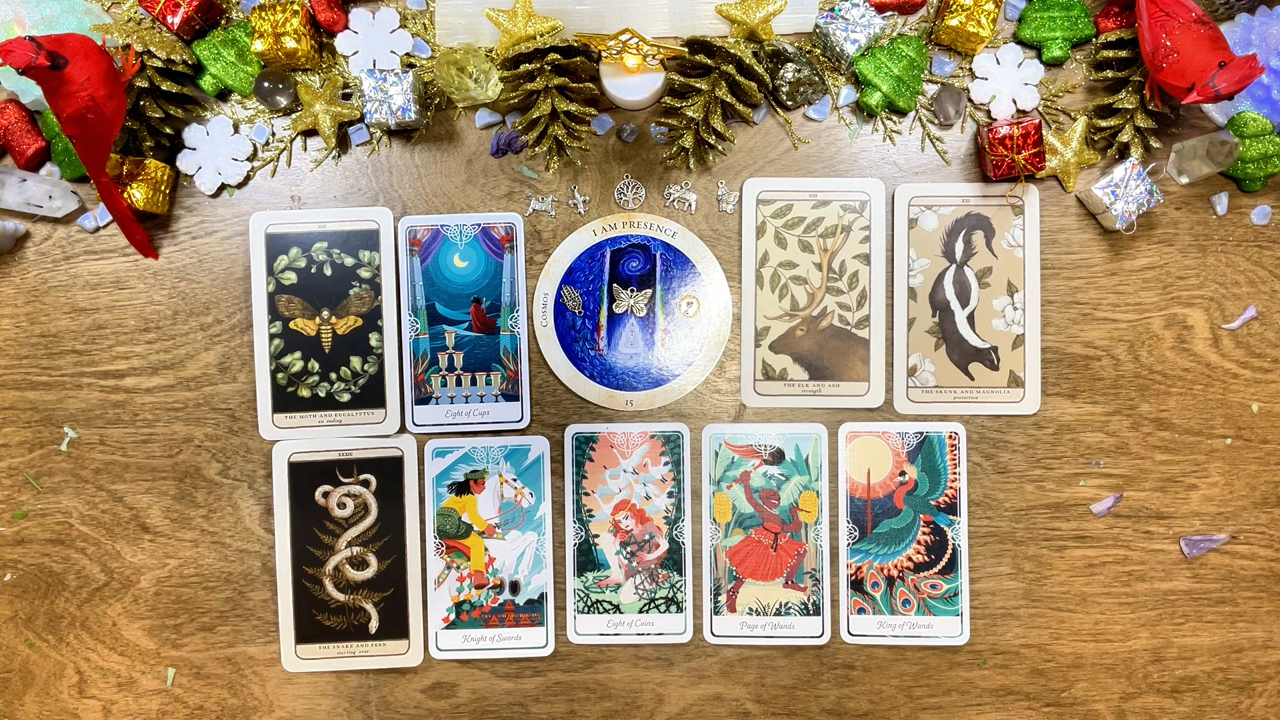 XIII
THE MOTH AND EUCALYPTUS
an ending
Eight of Cups
I AM PRESENCE
COSMOS
15
THE ELK AND ASH
strength
THE SKUNK AND MAGNOLIA
protection
XXXIV
THE SNAKE AND FERN
starting over
Knight of Swords
Eight of Coins
Page of Wands
King of Wands